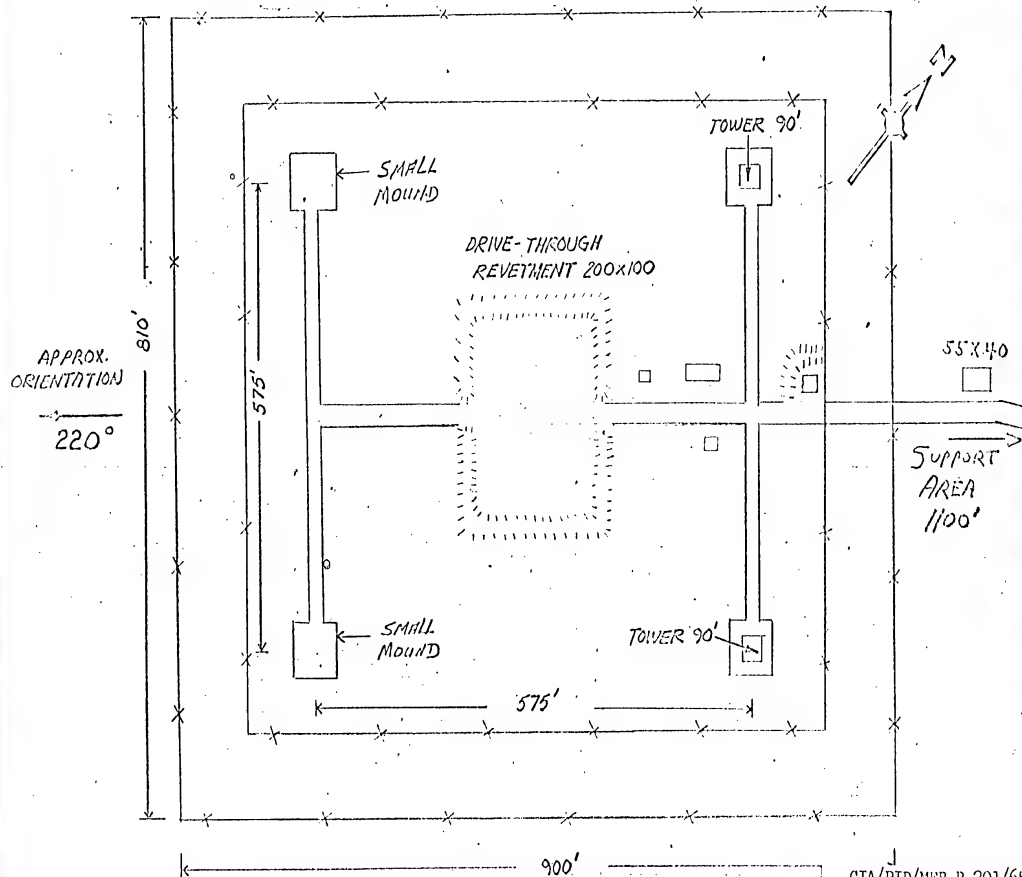 TOWER 90'
SMALL
MOUND
DRIVE-THROUGH
REVETMENT 200X100
810'
575'
APPROX.
ORIENTATION
220°
55X40
SUPPORT
AREA
1100'
SMALL
MOUND
TOWER 90'
575'
900'